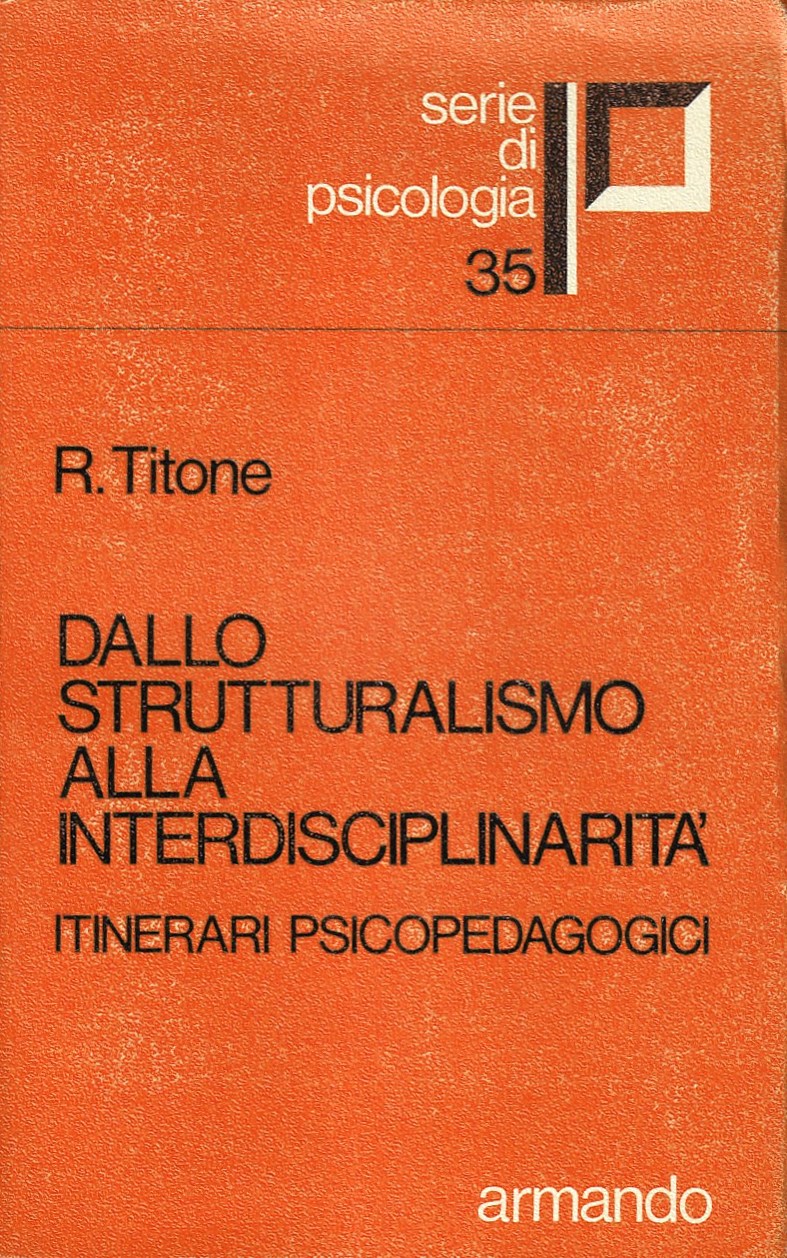 serie
di
psicologia
35
R. Titone
DALLO
STRUTTURALISMO
ALLA
INTERDISCIPLINARITA'
ITINERARI PSICOPEDAGOGICI
armando